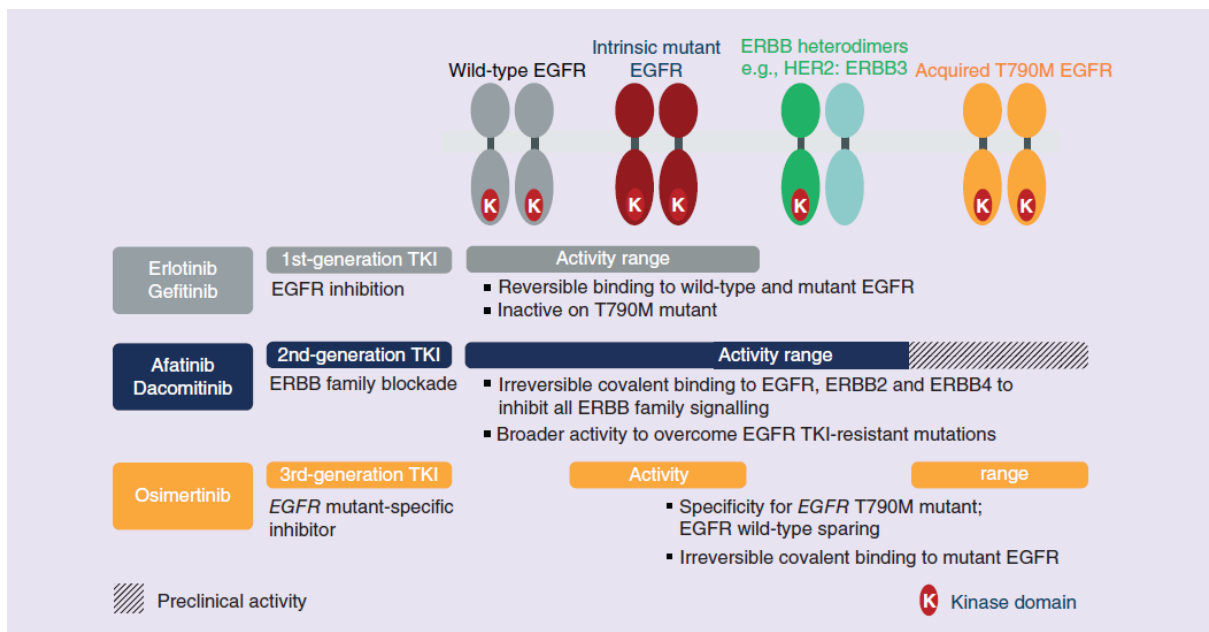 Wild-type EGFR
Intrinsic mutant
EGFR
ERBB heterodimers
e.g., HER2: ERBB3
Acquired T790M EGFR
K K K K K K K
Erlotinib
Gefitinib
1st-generation TKI
EGFR inhibition
Activity range
▪ Reversible binding to wild-type and mutant EGFR
▪ Inactive on T790M mutant
Afatinib
Dacomitinib
2nd-generation TKI
ERBB family blockade
Activity range
▪ Irreversible covalent binding to EGFR, ERBB2 and ERBB4 to
inhibit all ERBB family signalling
▪ Broader activity to overcome EGFR TKI-resistant mutations
Osimertinib
3rd-generation TKI
EGFR mutant-specific
inhibitor
Activity range
▪ Specificity for EGFR T790M mutant;
EGFR wild-type sparing
▪ Irreversible covalent binding to mutant EGFR
Preclinical activity
K Kinase domain